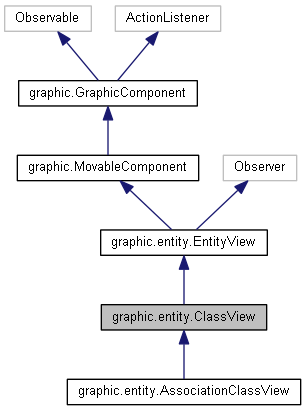 Observable
ActionListener
graphic.GraphicComponent
graphic.MovableComponent
Observer
graphic.entity.EntityView
graphic.entity.ClassView
graphic.entity.AssociationClassView